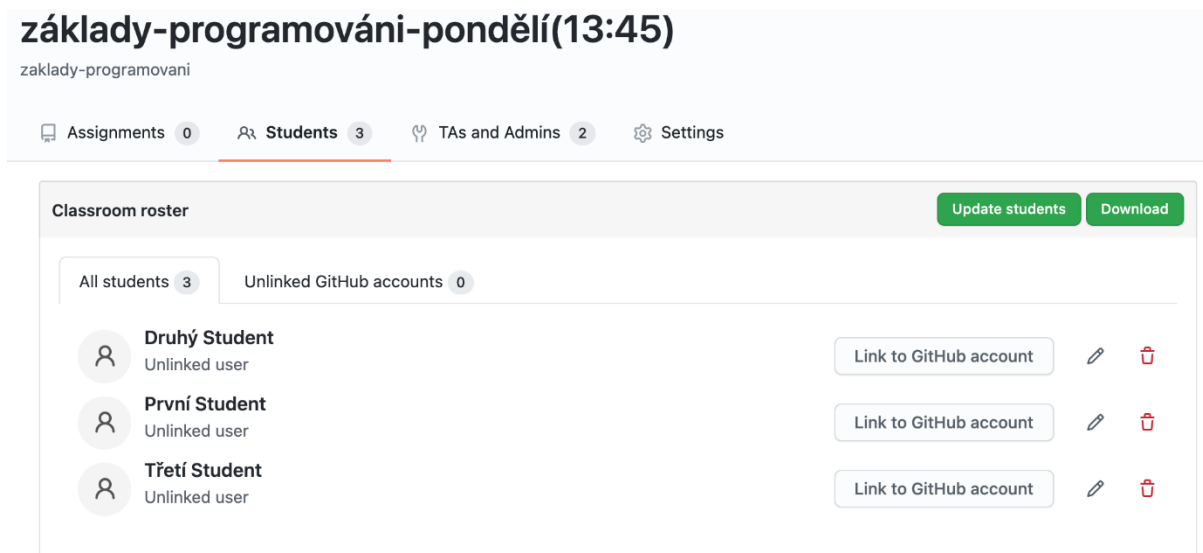 základy-programováni-pondělí(13:45)
zaklady-programovani
Assignments 0 Students 3 TAs and Admins 2 Settings
Classroom roster Update students Download
All students 3 Unlinked GitHub accounts 0
Druhý Student
Unlinked user
Link to GitHub account
První Student
Unlinked user
Link to GitHub account
Třetí Student
Unlinked user
Link to GitHub account